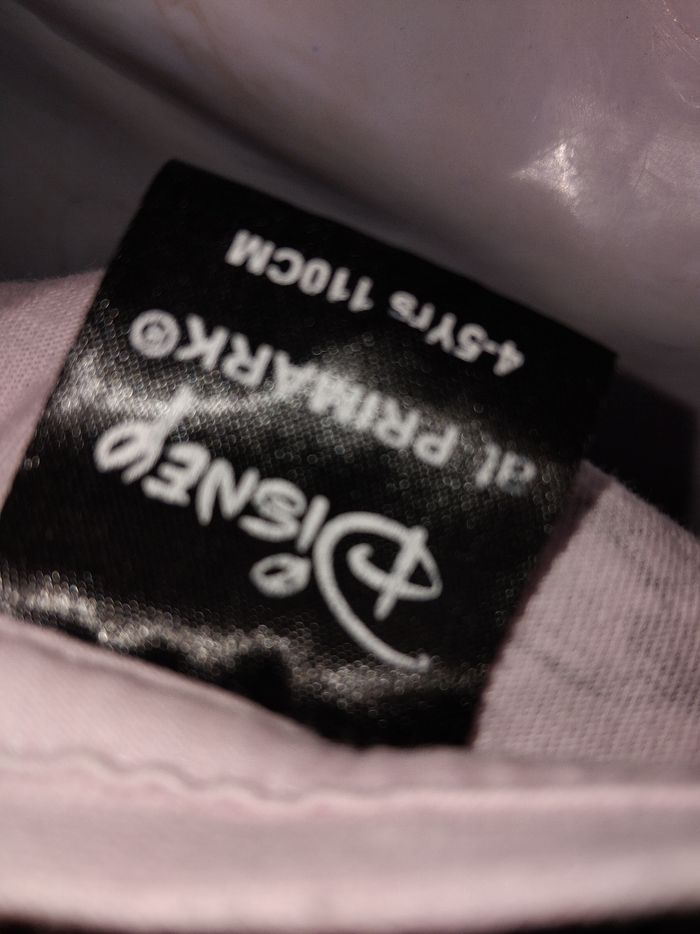 Disney
at PRIMARK©
4-5Yrs 110CM